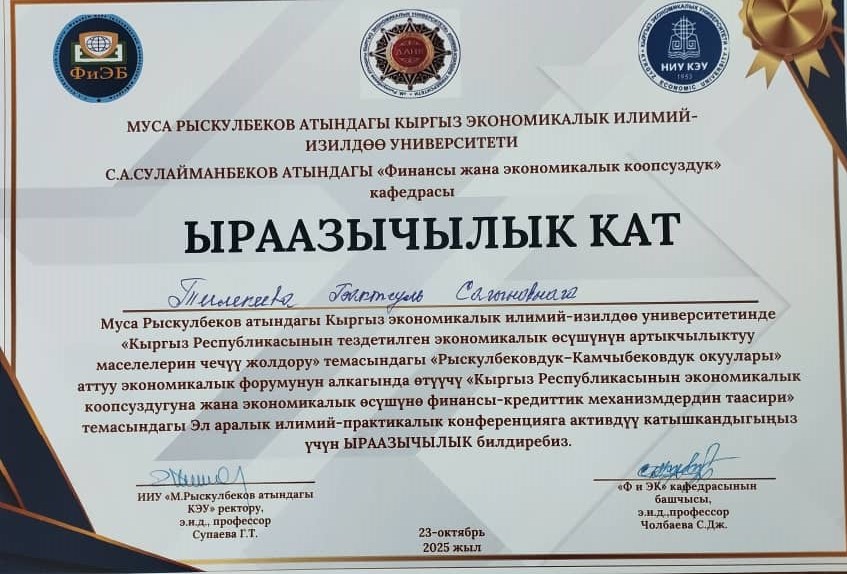 ФиЭБ
НИУ КЭУ
1953
МУСА РЫСКУЛБЕКОВ АТЫНДАГЫ КЫРГЫЗ ЭКОНОМИКАЛЫК ИЛИМИЙ-
ИЗИЛДӨӨ УНИВЕРСИТЕТИ
С.А.СУЛАЙМАНБЕКОВ АТЫНДАГЫ «Финансы жана экономикалык коопсуздук»
кафедрасы
ЫРААЗЫЧЫЛЫК КАТ
Тилекеева Бактгуль Сагыновнага
Муса Рыскулбеков атындагы Кыргыз экономикалык илимий-изилдөө университетинде
«Кыргыз Республикасынын тездетилген экономикалык өсүшүнүн артыкчылыктуу
маселелерин чечүү жолдору» темасындагы «Рыскулбековдук-Камчыбековдук окуулары»
аттуу экономикалык форумунун алкагында өтүүчү «Кыргыз Республикасынын экономикалык
коопсуздугуна жана экономикалык өсүшүнө финансы-кредиттик механизмдердин таасири»
темасындагы Эл аралык илимий-практикалык конференцияга активдүү катышкандыгыңыз
үчүн ЫРААЗЫЧЫЛЫК билдиребиз.
ИИУ «М.Рыскулбеков атындагы
КЭУ» ректору,
э.и.д., профессор
Супаева Г.Т.
«Ф и ЭК» кафедрасынын
башчысы,
э.и.д.,профессор
Чолбаева С.Дж.
23-октябрь
2025 жыл